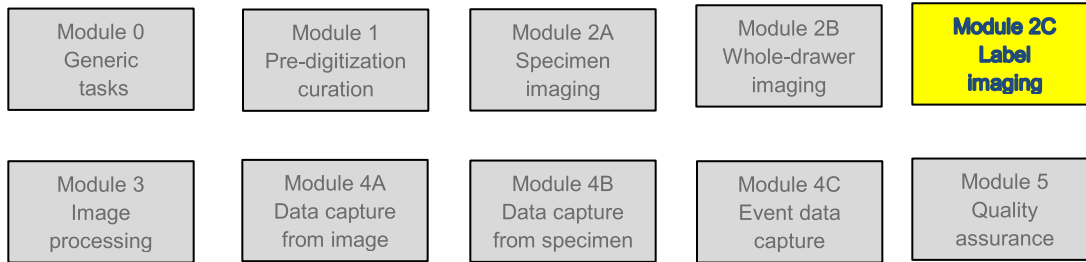 Module 0
Generic
tasks
Module 1
Pre-digitization
curation
Module 2A
Specimen
imaging
Module 2B
Whole-drawer
imaging
Module 2C
Label
imaging
Module 3
Image
processing
Module 4A
Data capture
from image
Module 4B
Data capture
from specimen
Module 4C
Event data
capture
Module 5
Quality
assurance